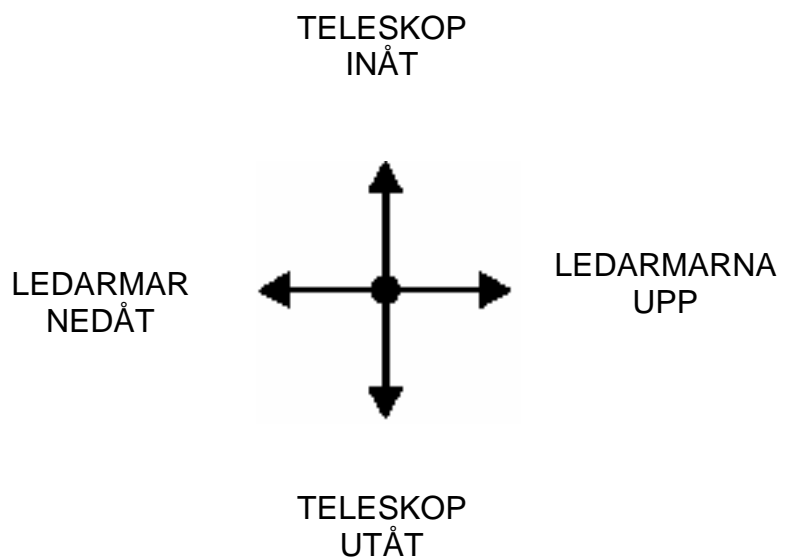 TELESKOP
INÅT
LEDARMAR
NEDÅT
LEDARMARNA
UPP
TELESKOP
UTÅT